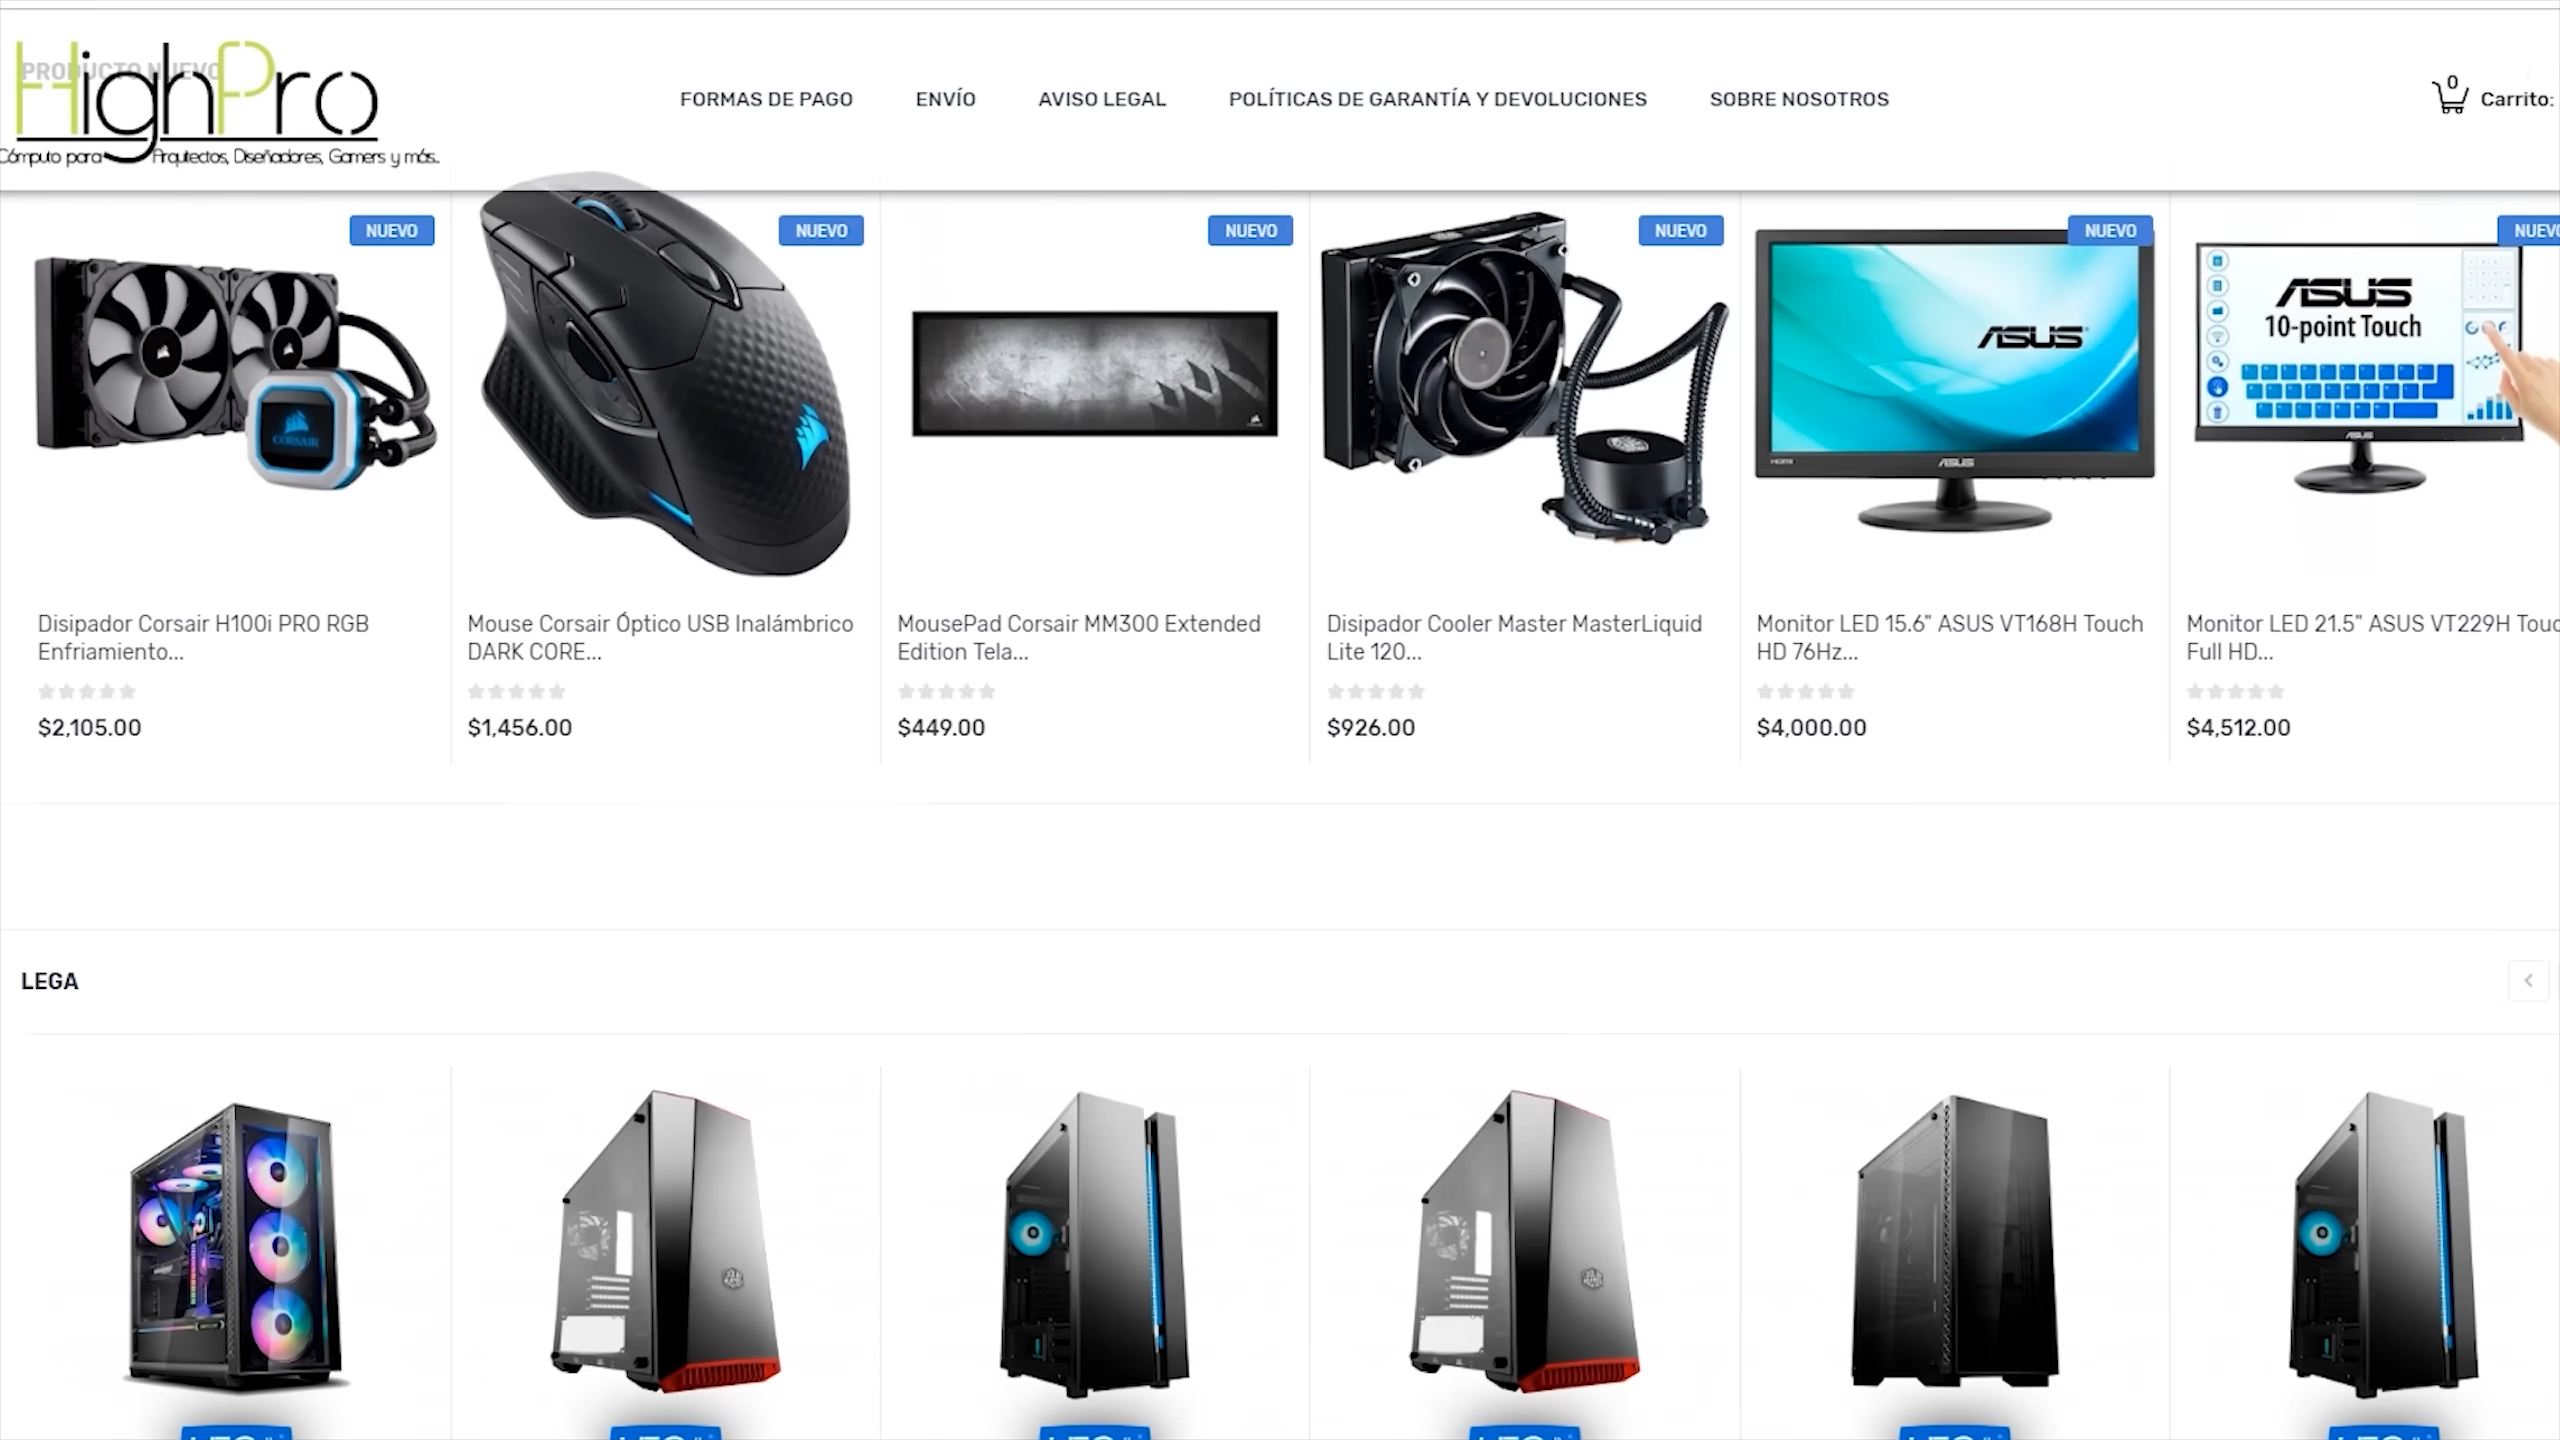 PRODUCTO NUEVO
HighPro
Cómputo para Arquitectos, Diseñadores, Gamers y más..
FORMAS DE PAGO
ENVÍO
AVISO LEGAL
POLÍTICAS DE GARANTÍA Y DEVOLUCIONES
SOBRE NOSOTROS
0
Carrito:
NUEVO
NUEVO
NUEVO
NUEVO
NUEVO
NUEVO
CORSAIR
ASUS
HDMI
ASUS
ASUS
10-point Touch
ASUS
Disipador Corsair H100i PRO RGB
Enfriamiento...
$2,105.00
Mouse Corsair Óptico USB Inalámbrico
DARK CORE...
$1,456.00
MousePad Corsair MM300 Extended
Edition Tela...
$449.00
Disipador Cooler Master MasterLiquid
Lite 120...
$926.00
Monitor LED 15.6" ASUS VT168H Touch
HD 76Hz...
$4,000.00
Monitor LED 21.5" ASUS VT229H Touc
Full HD...
$4,512.00
LEGA